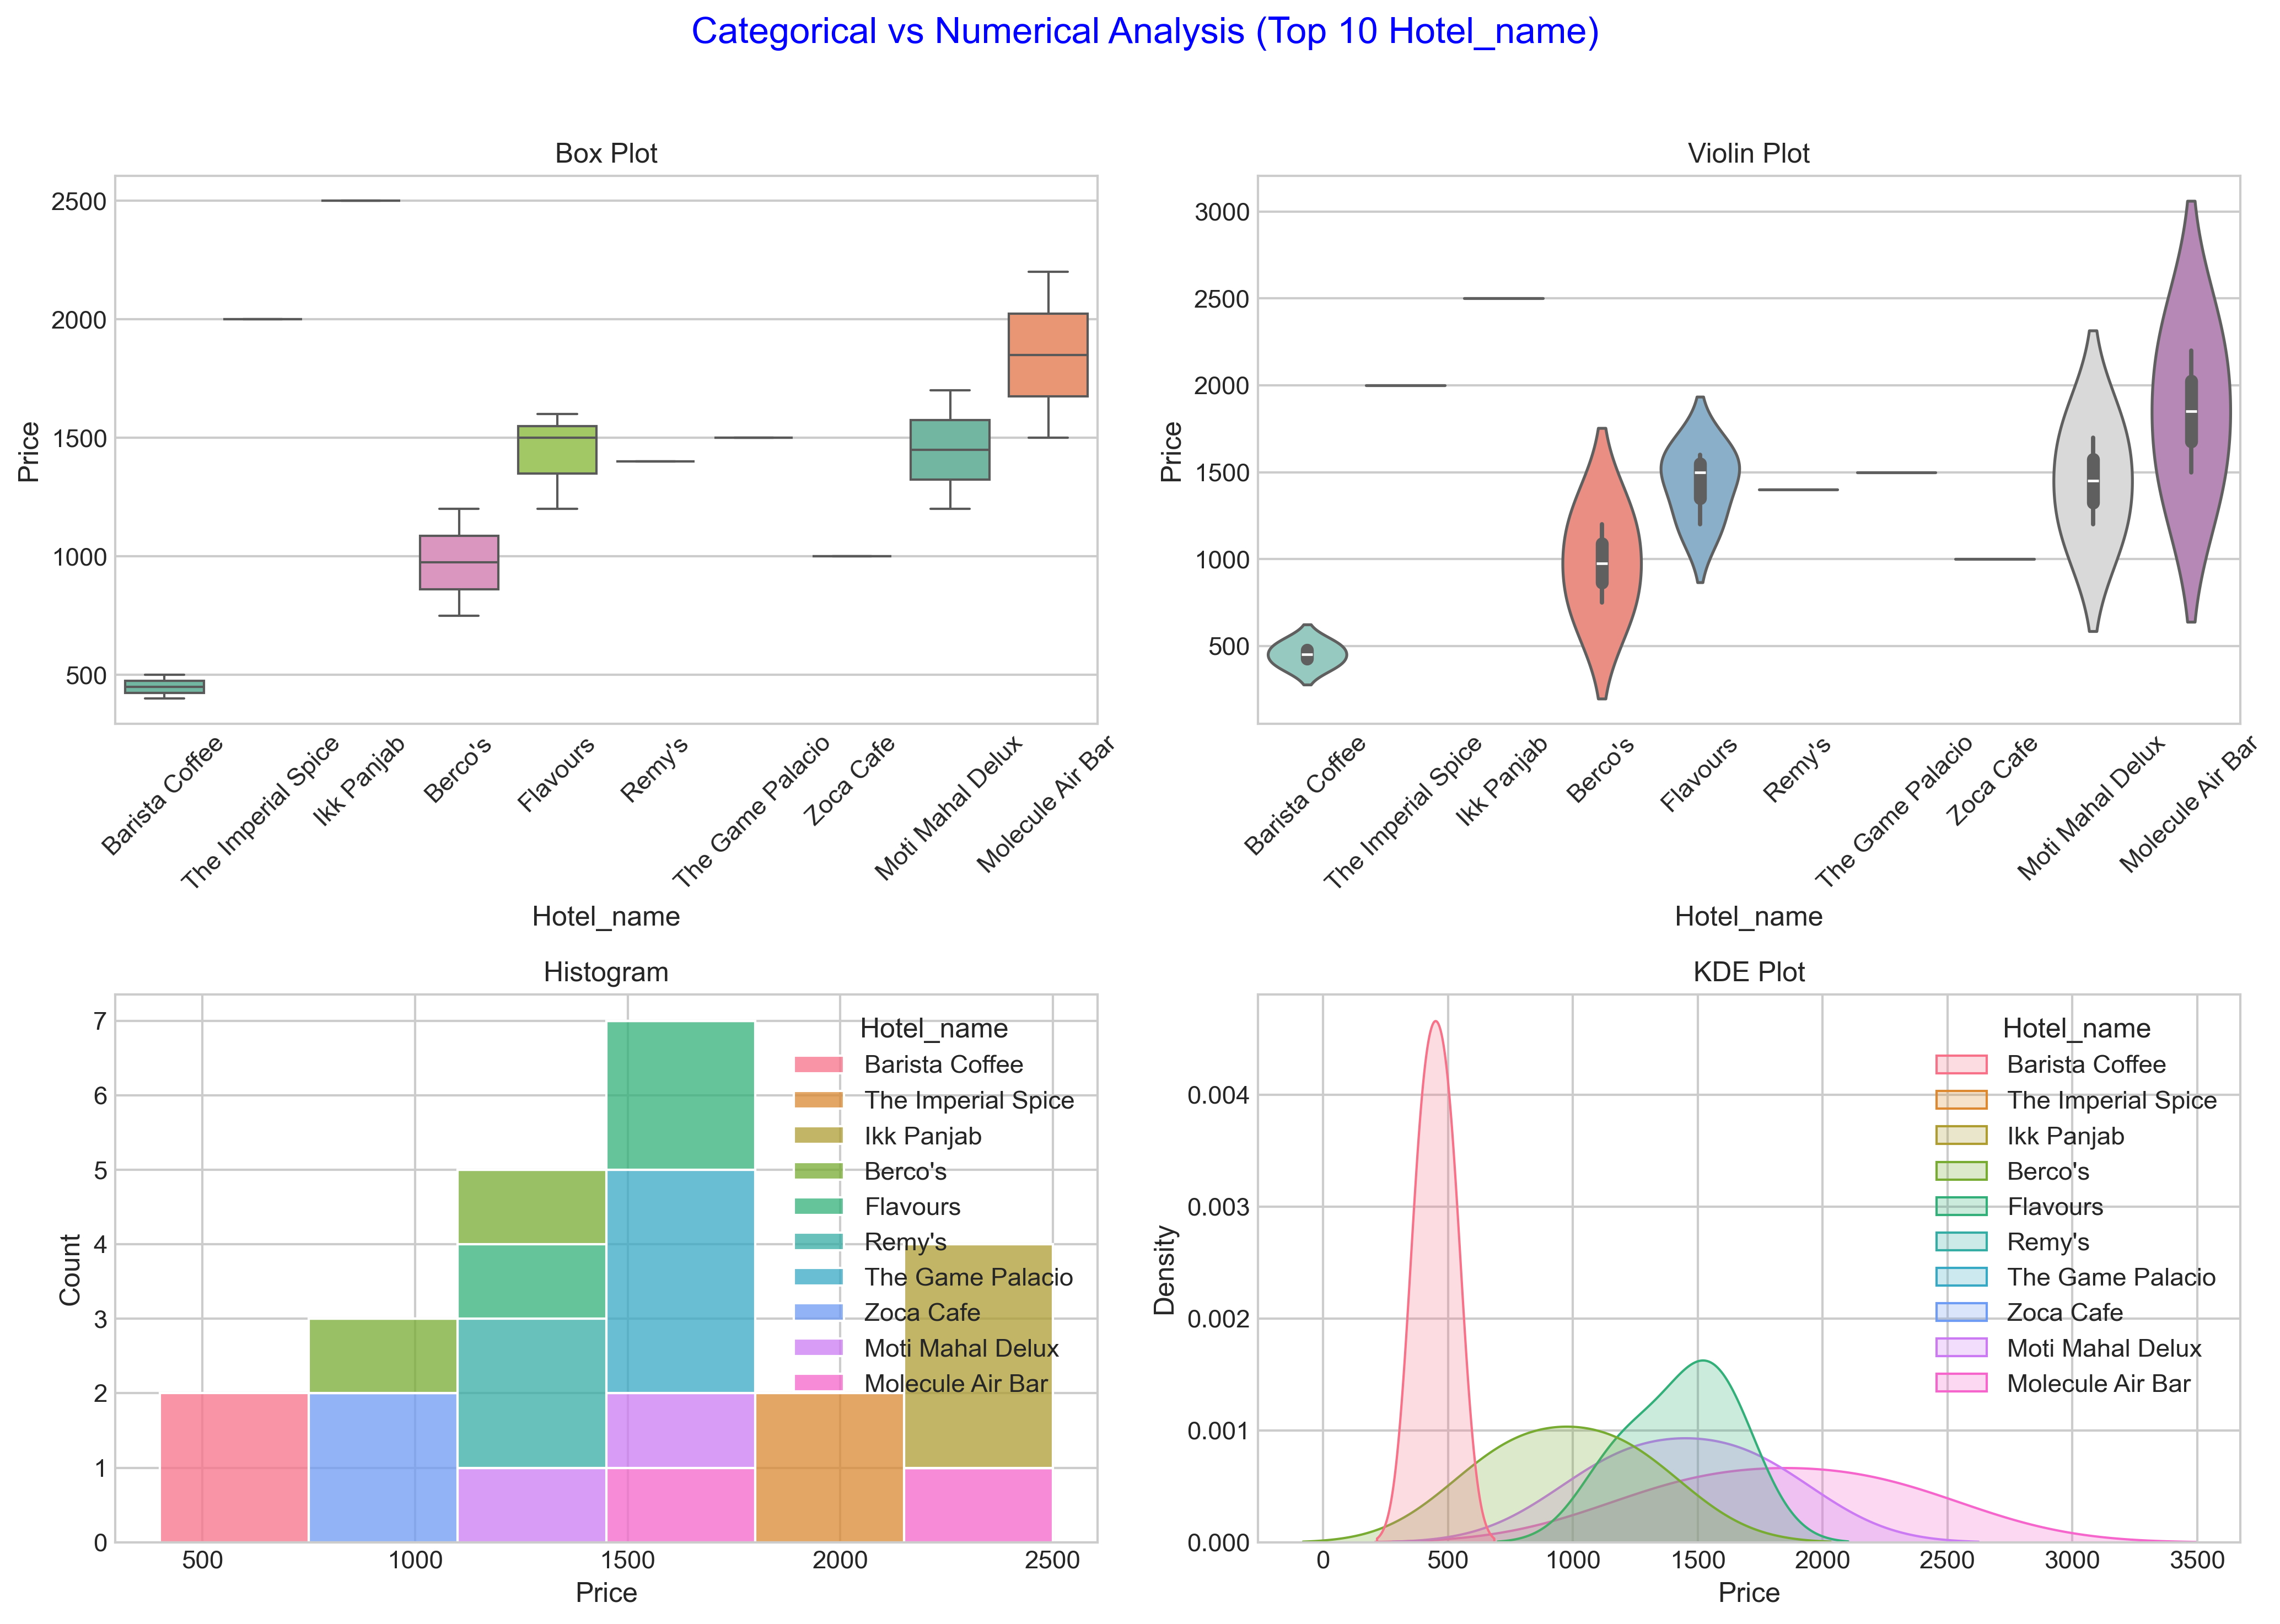 Categorical vs Numerical Analysis (Top 10 Hotel_name)
Box Plot
Price
2500
2000
1500
1000
500
Barista Coffee
The Imperial Spice
Ikk Panjab
Berco's
Flavours
Remy's
The Game Palacio
Zoca Cafe
Moti Mahal Delux
Molecule Air Bar
Hotel_name
Violin Plot
Price
3000
2500
2000
1500
1000
500
Barista Coffee
The Imperial Spice
Ikk Panjab
Berco's
Flavours
Remy's
The Game Palacio
Zoca Cafe
Moti Mahal Delux
Molecule Air Bar
Hotel_name
Histogram
Count
7
6
5
4
3
2
1
0
500
1000
1500
2000
2500
Price
Hotel_name
Barista Coffee
The Imperial Spice
Ikk Panjab
Berco's
Flavours
Remy's
The Game Palacio
Zoca Cafe
Moti Mahal Delux
Molecule Air Bar
KDE Plot
Density
0.004
0.003
0.002
0.001
0.000
0
500
1000
1500
2000
2500
3000
3500
Price
Hotel_name
Barista Coffee
The Imperial Spice
Ikk Panjab
Berco's
Flavours
Remy's
The Game Palacio
Zoca Cafe
Moti Mahal Delux
Molecule Air Bar